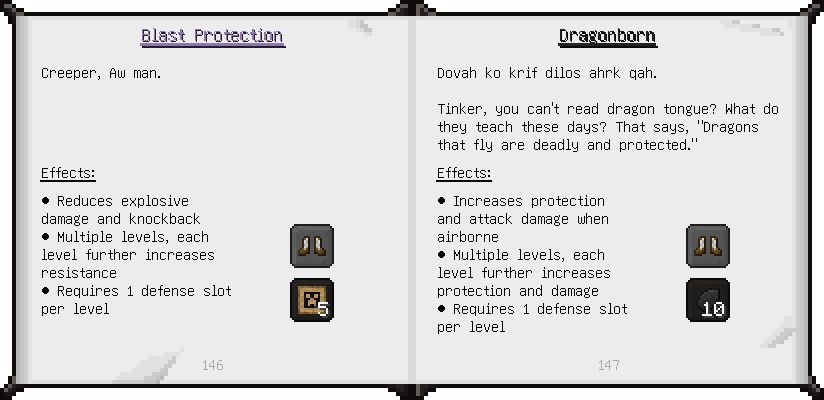 Blast Protection
Creeper, Aw man.
Effects:
• Reduces explosive
damage and knockback
• Multiple levels, each
level further increases
resistance
• Requires 1 defense slot
per level
5
146
Dragonborn
Dovah ko krif dilos ahrk qah.
Tinker, you can't read dragon tongue? What do
they teach these days? That says, "Dragons
that fly are deadly and protected."
Effects:
• Increases protection
and attack damage when
airborne
• Multiple levels, each
level further increases
protection and damage
• Requires 1 defense slot
per level
10
147